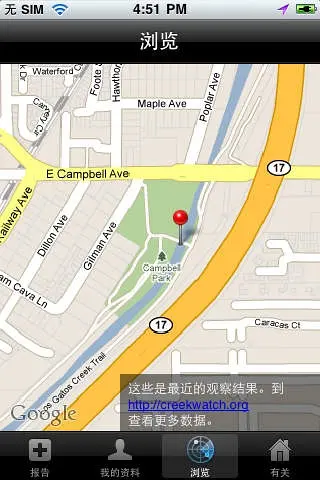 无 SIM
4:51 PM
浏览
Waterford
Foote S
Hawthor
Poplar Ave
Maple Ave
E Campbell Ave
17
Railway Ave
Dillon Ave
Gilman Ave
Campbell
Park
am Cava Ln
17
Caracas Ct
os Gatos Creek Trail
这些是最近的观察结果。到
http://creekwatch.org
查看更多数据。
Google
报告
我的资料
浏览
有关